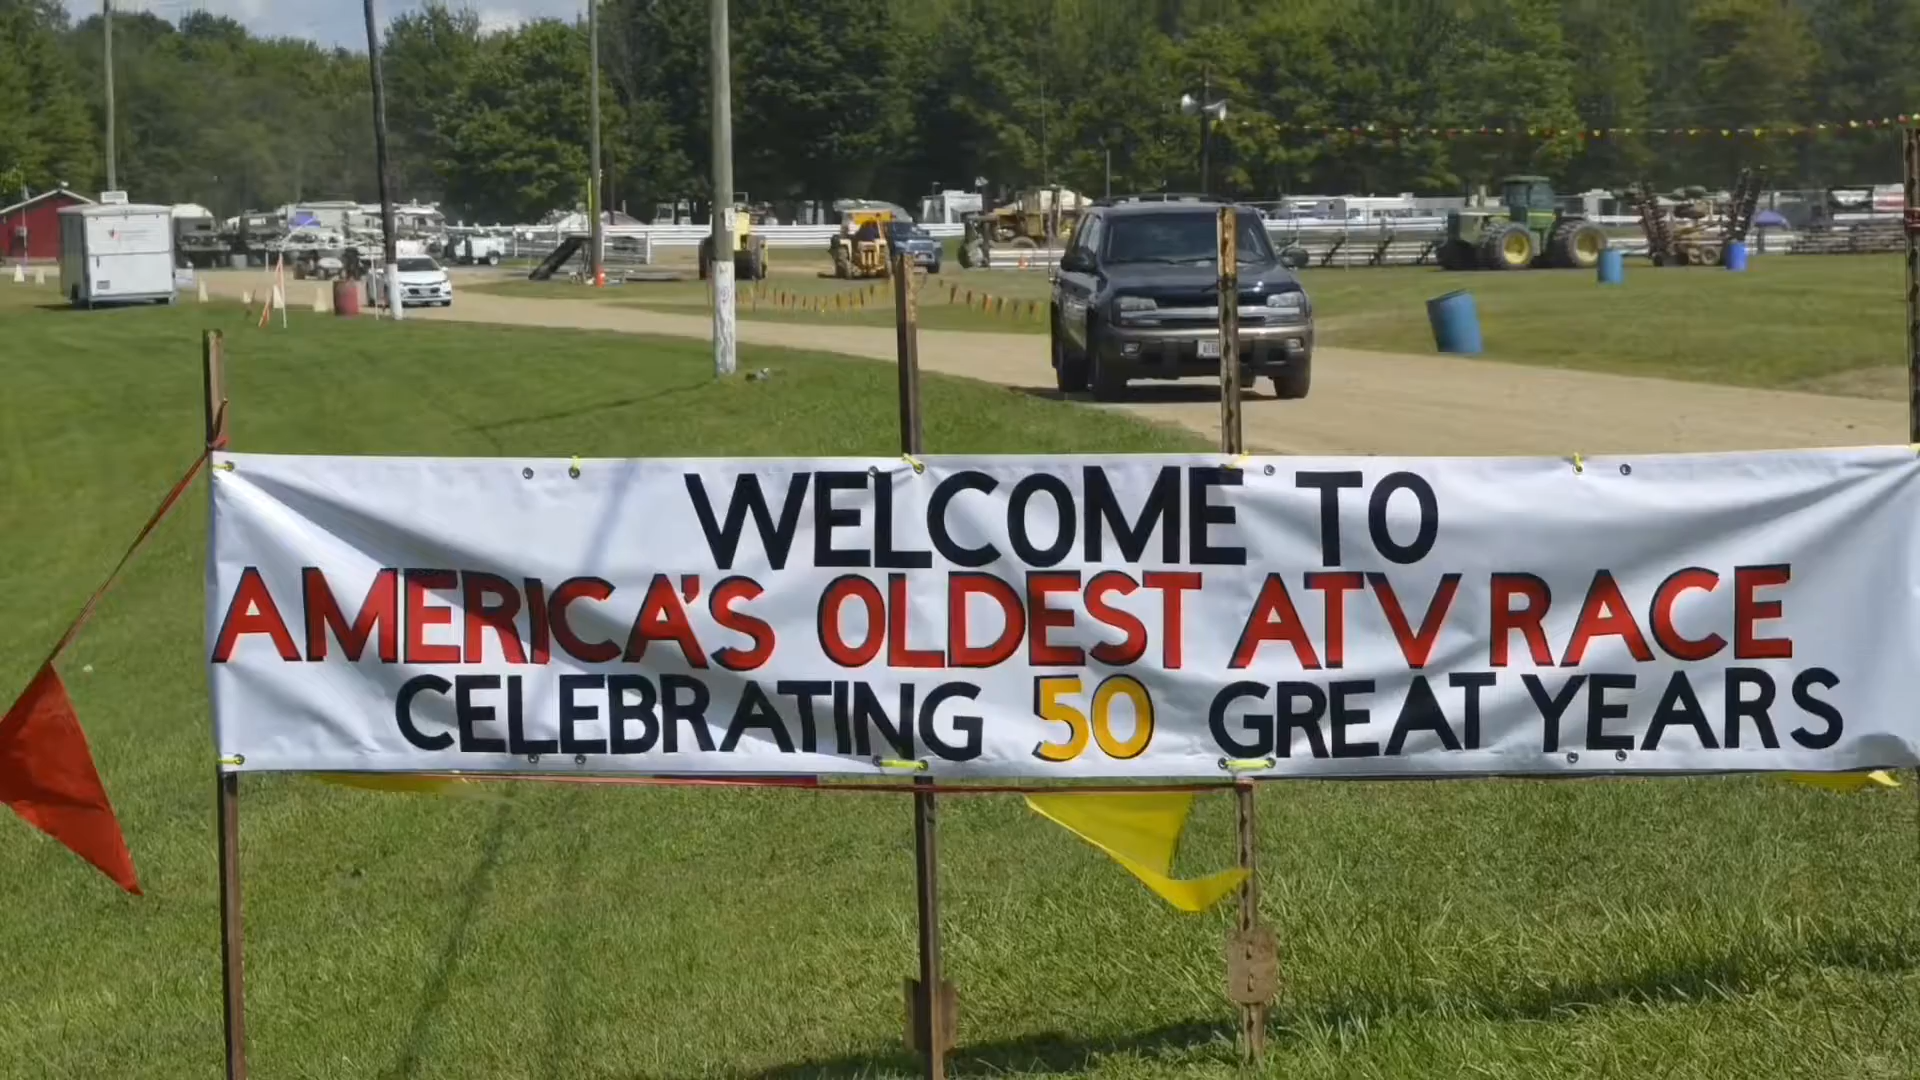 WELCOME TO
AMERICA'S OLDEST ATV RACE
CELEBRATING 50 GREAT YEARS